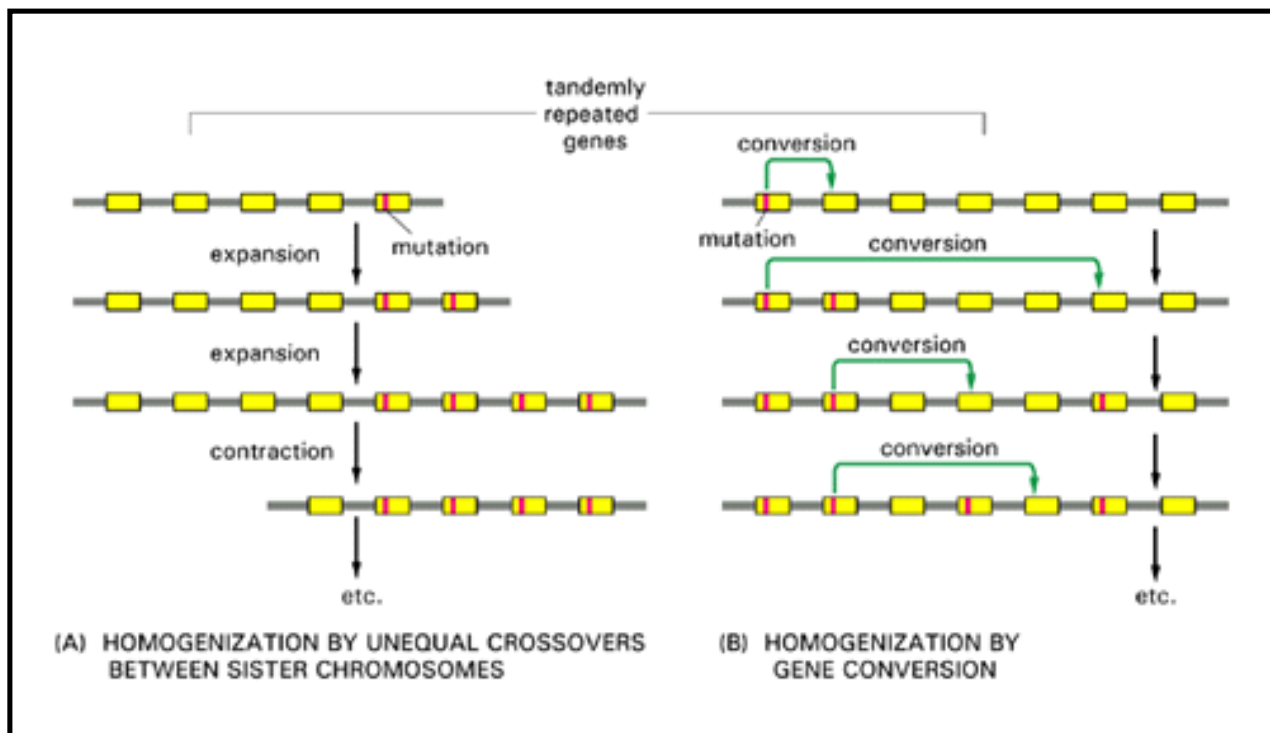 tandemly
repeated
genes
expansion
mutation
expansion
contraction
etc.
(A) HOMOGENIZATION BY UNEQUAL CROSSOVERS
BETWEEN SISTER CHROMOSOMES
conversion
mutation
conversion
conversion
conversion
etc.
(B) HOMOGENIZATION BY
GENE CONVERSION